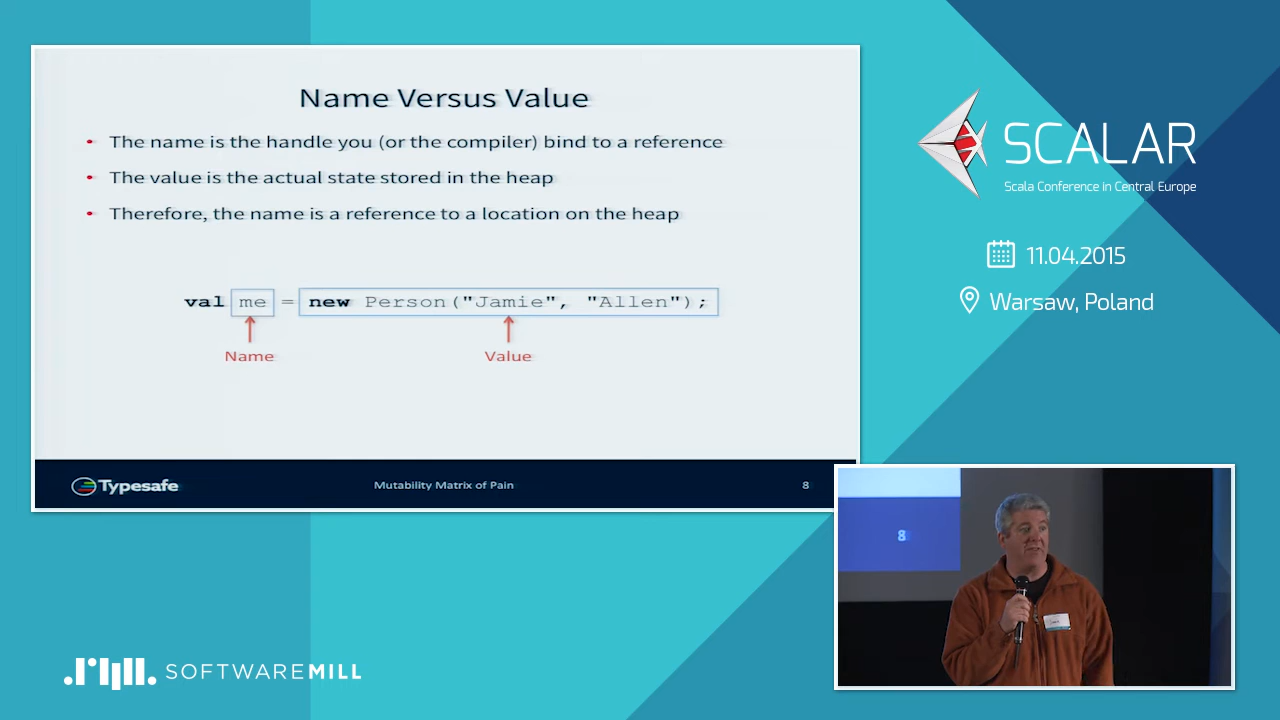 Name Versus Value
• The name is the handle you (or the compiler) bind to a reference
• The value is the actual state stored in the heap
• Therefore, the name is a reference to a location on the heap
val me = new Person("Jamie", "Allen");
Name Value
Typesafe Mutability Matrix of Pain 8
SCALAR
Scala Conference in Central Europe
11.04.2015
Warsaw, Poland
8
SOFTWAREMILL